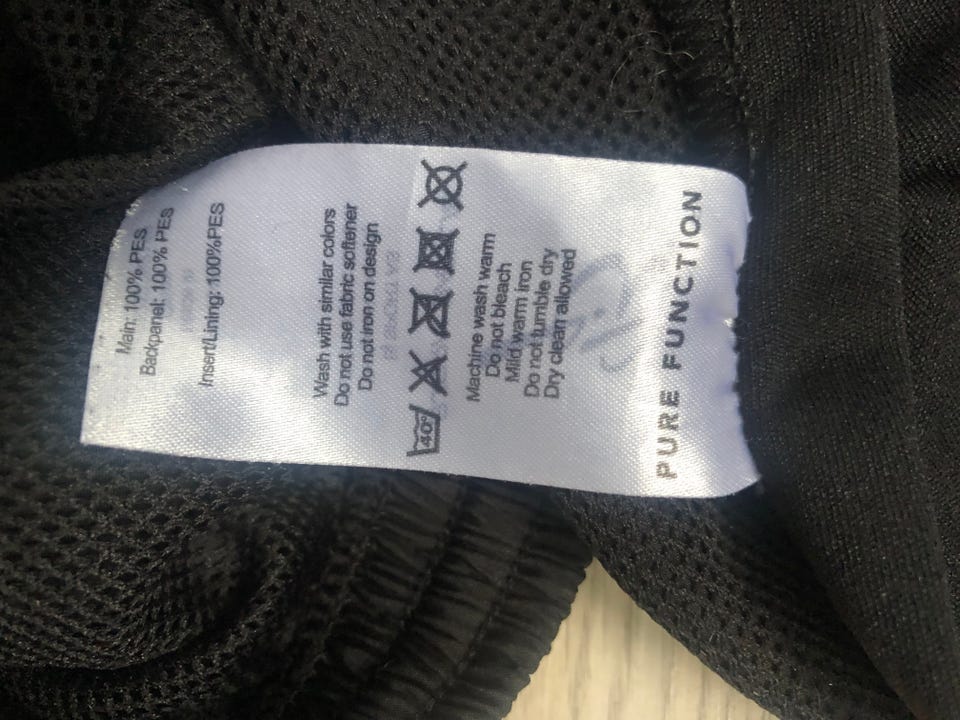 Main: 100% PES
Backpanel: 100% PES
Insert/Lining: 100%PES
Wash with similar colors
Do not use fabric softener
Do not iron on design
40°
Machine wash warm
Do not bleach
Mild warm iron
Do not tumble dry
Dry clean allowed
PURE FUNCTION